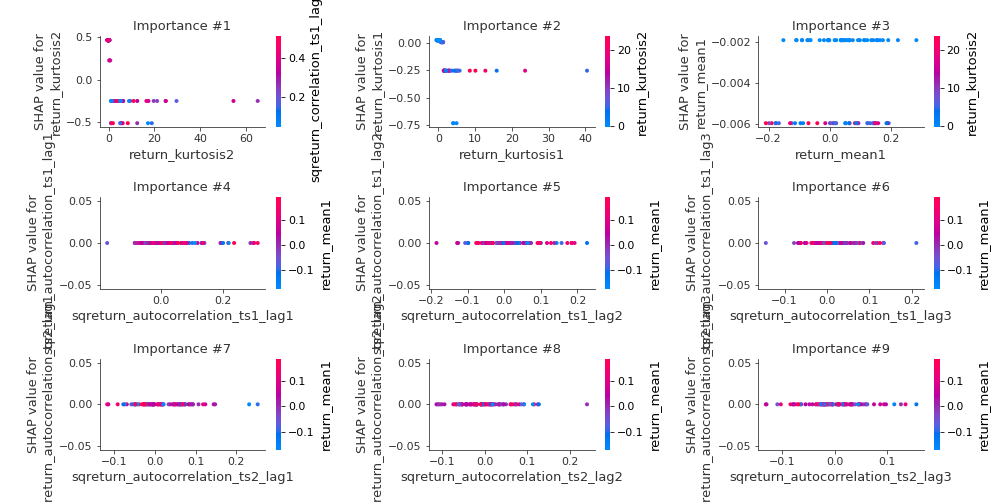 Importance #1
SHAP value for
return_kurtosis2
0.5
0.0
−0.5
0 20 40 60
return_kurtosis2
0.4
0.2
sqreturn_correlation_ts1_lag
Importance #2
SHAP value for
return_kurtosis1
0.00
−0.25
−0.50
−0.75
0 10 20 30 40
return_kurtosis1
20
10
0
return_kurtosis2
Importance #3
SHAP value for
return_mean1
−0.002
−0.004
−0.006
−0.2 0.0 0.2
return_mean1
20
10
0
return_kurtosis2
Importance #4
SHAP value for
sqreturn_autocorrelation_ts1_lag1
0.05
0.00
−0.05
0.0 0.2
sqreturn_autocorrelation_ts1_lag1
0.1
0.0
−0.1
return_mean1
Importance #5
SHAP value for
sqreturn_autocorrelation_ts1_lag2
0.05
0.00
−0.05
−0.2 −0.1 0.0 0.1 0.2
sqreturn_autocorrelation_ts1_lag2
0.1
0.0
−0.1
return_mean1
Importance #6
SHAP value for
sqreturn_autocorrelation_ts1_lag3
0.05
0.00
−0.05
−0.1 0.0 0.1 0.2
sqreturn_autocorrelation_ts1_lag3
0.1
0.0
−0.1
return_mean1
Importance #7
SHAP value for
sqreturn_autocorrelation_ts2_lag1
0.05
0.00
−0.05
−0.1 0.0 0.1 0.2
sqreturn_autocorrelation_ts2_lag1
0.1
0.0
−0.1
return_mean1
Importance #8
SHAP value for
sqreturn_autocorrelation_ts2_lag2
0.05
0.00
−0.05
−0.1 0.0 0.1 0.2
sqreturn_autocorrelation_ts2_lag2
0.1
0.0
−0.1
return_mean1
Importance #9
SHAP value for
sqreturn_autocorrelation_ts2_lag3
0.05
0.00
−0.05
−0.1 0.0 0.1
sqreturn_autocorrelation_ts2_lag3
0.1
0.0
−0.1
return_mean1